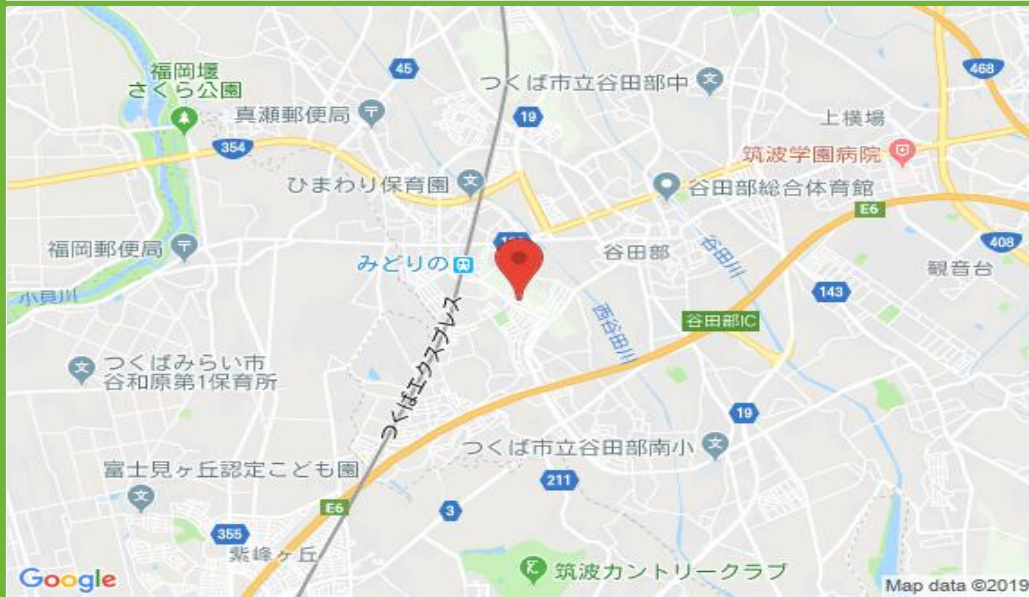 福岡堰
さくら公園
45
つくば市立谷田部中
468
真瀬郵便局
19
上横場
354
筑波学園病院
ひまわり保育園
谷田部総合体育館
E6
福岡郵便局
谷田部
谷田川
408
みどりの
観音台
小貝川
143
つくばエクスプレス
西谷田川
谷田部IC
つくばみらい市
谷和原第1保育所
19
つくば市立谷田部南小
富士見ヶ丘認定こども園
211
E6
3
355
紫峰ヶ丘
筑波カントリークラブ
Google
Map data ©2019